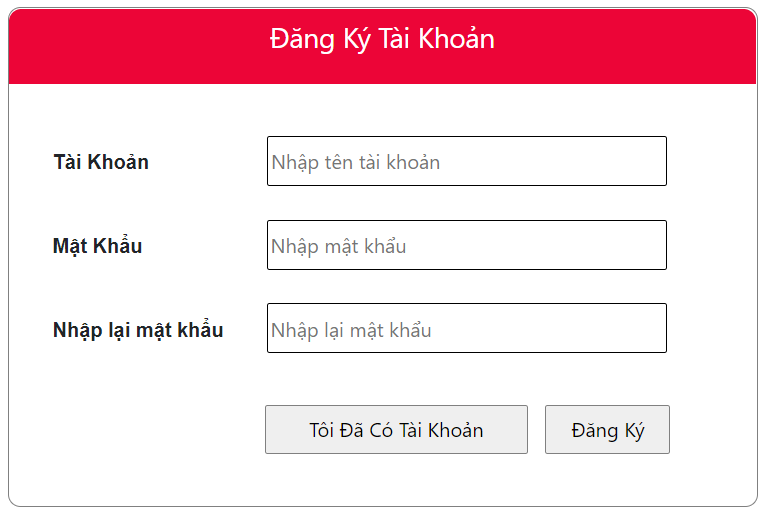 Đăng Ký Tài Khoản
Tài Khoản
Nhập tên tài khoản
Mật Khẩu
Nhập mật khẩu
Nhập lại mật khẩu
Nhập lại mật khẩu
Tôi Đã Có Tài Khoản
Đăng Ký